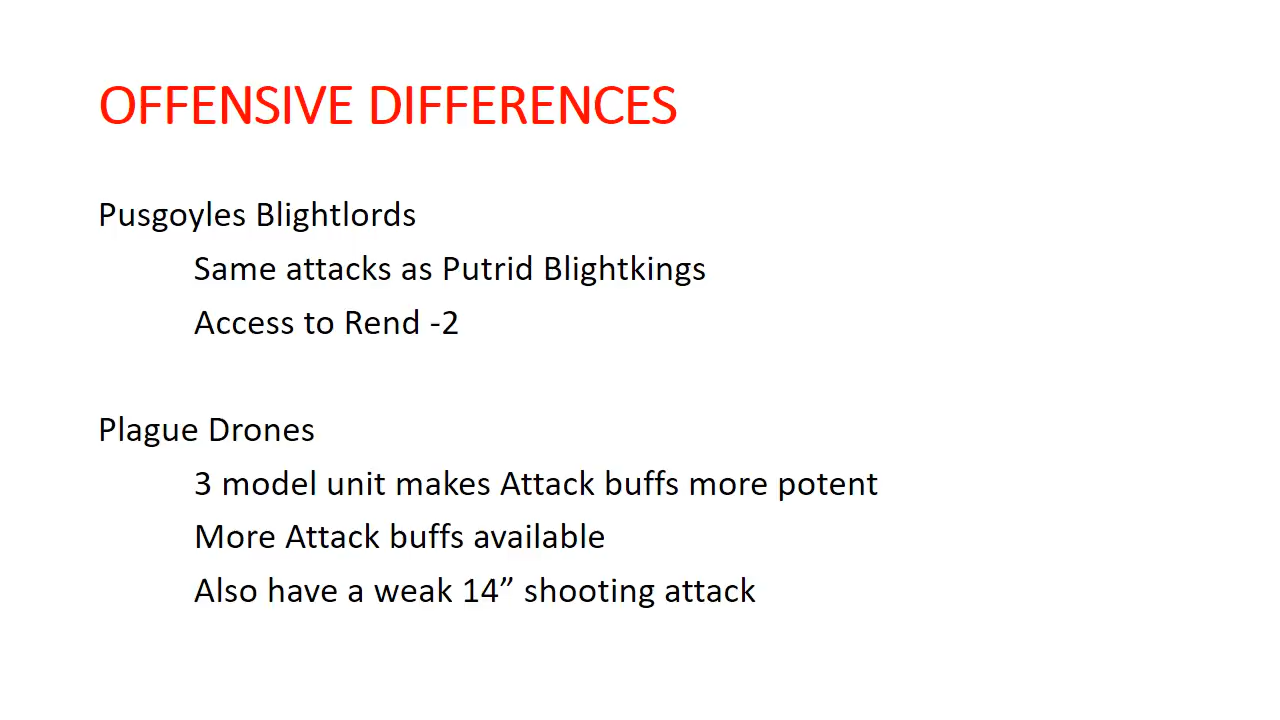 OFFENSIVE DIFFERENCES
Pusgoyles Blightlords
Same attacks as Putrid Blightkings
Access to Rend -2
Plague Drones
3 model unit makes Attack buffs more potent
More Attack buffs available
Also have a weak 14” shooting attack